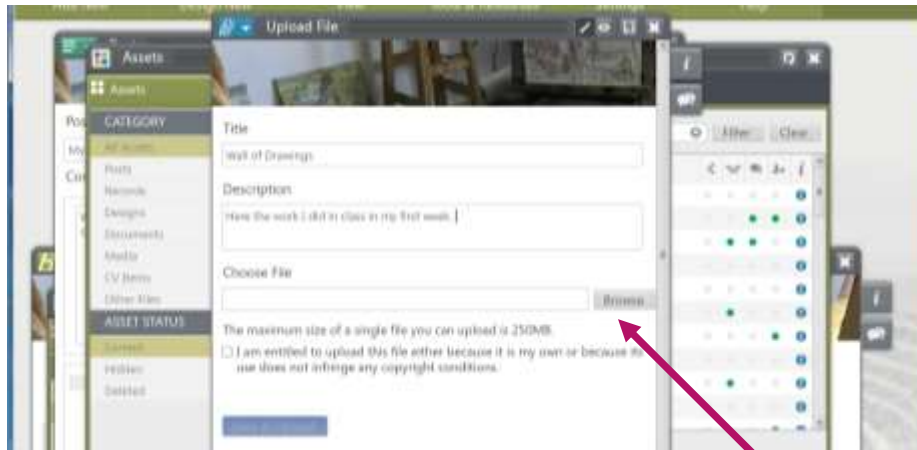 Upload File
Assets
Assets
CATEGORY
All Assets
Posts
Records
Designs
Documents
Media
CV Items
Other Files
ASSET STATUS
Current
Hidden
Deleted
Title
Wall of Drawings
Description
Here the work I did in class in my first week.
Choose File
Browse
The maximum size of a single file you can upload is 250MB.
I am entitled to upload this file either because it is my own or because its
use does not infringe any copyright conditions.
Filter
Clear